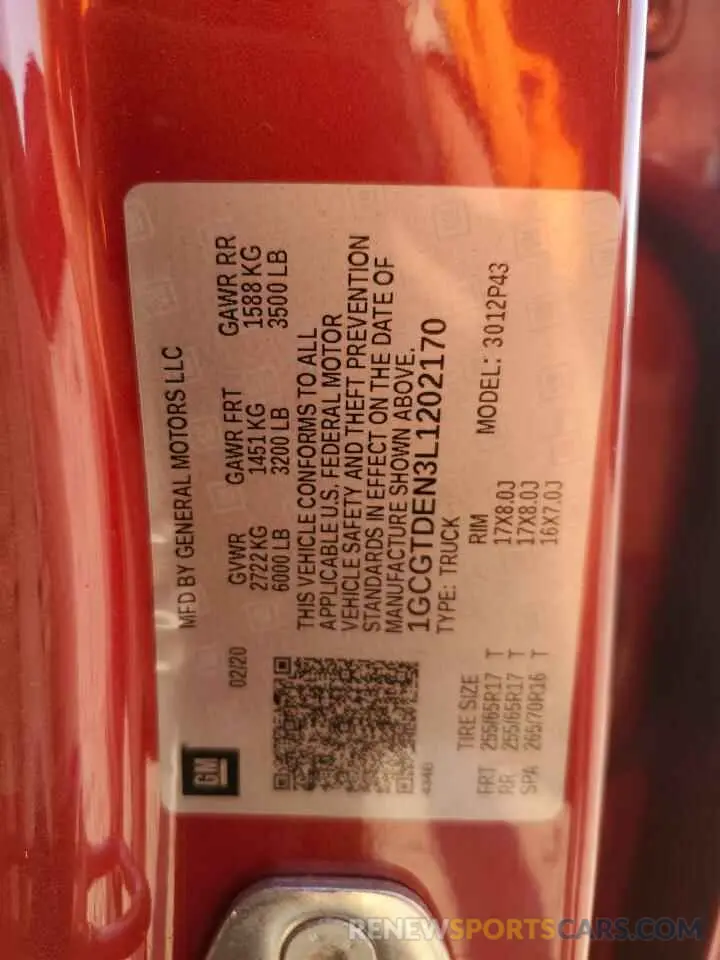 MFD BY GENERAL MOTORS LLC
02/20
GVWR GAWR FRT GAWR RR
2722 KG 1451 KG 1588 KG
6000 LB 3200 LB 3500 LB
THIS VEHICLE CONFORMS TO ALL
APPLICABLE U.S. FEDERAL MOTOR
VEHICLE SAFETY AND THEFT PREVENTION
STANDARDS IN EFFECT ON THE DATE OF
MANUFACTURE SHOWN ABOVE.
1GCGTDEN3L1202170
TYPE: TRUCK
MODEL: 3012P43
GM
TIRE SIZE RIM
FRT 255/65R17 T 17X8.0J
RR 255/65R17 T 17X8.0J
SPA 265/70R16 T 16X7.0J
RENEWSPORTSCARS.COM